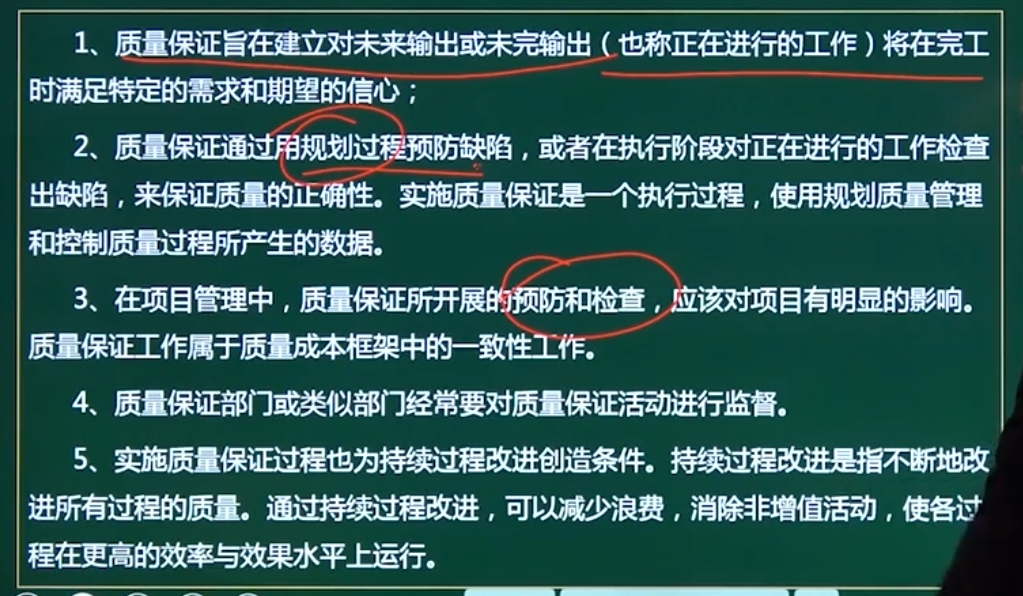 1、质量保证旨在建立对未来输出或未完输出（也称正在进行的工作）将在完工
时满足特定的需求和期望的信心；
2、质量保证通过用规划过程预防缺陷，或者在执行阶段对正在进行的工作检查
出缺陷，来保证质量的正确性。实施质量保证是一个执行过程，使用规划质量管理
和控制质量过程所产生的数据。
3、在项目管理中，质量保证所开展的预防和检查，应该对项目有明显的影响。
质量保证工作属于质量成本框架中的一致性工作。
4、质量保证部门或类似部门经常要对质量保证活动进行监督。
5、实施质量保证过程也为持续过程改进创造条件。持续过程改进是指不断地改
进所有过程的质量。通过持续过程改进，可以减少浪费，消除非增值活动，使各过
程在更高的效率与效果水平上运行。